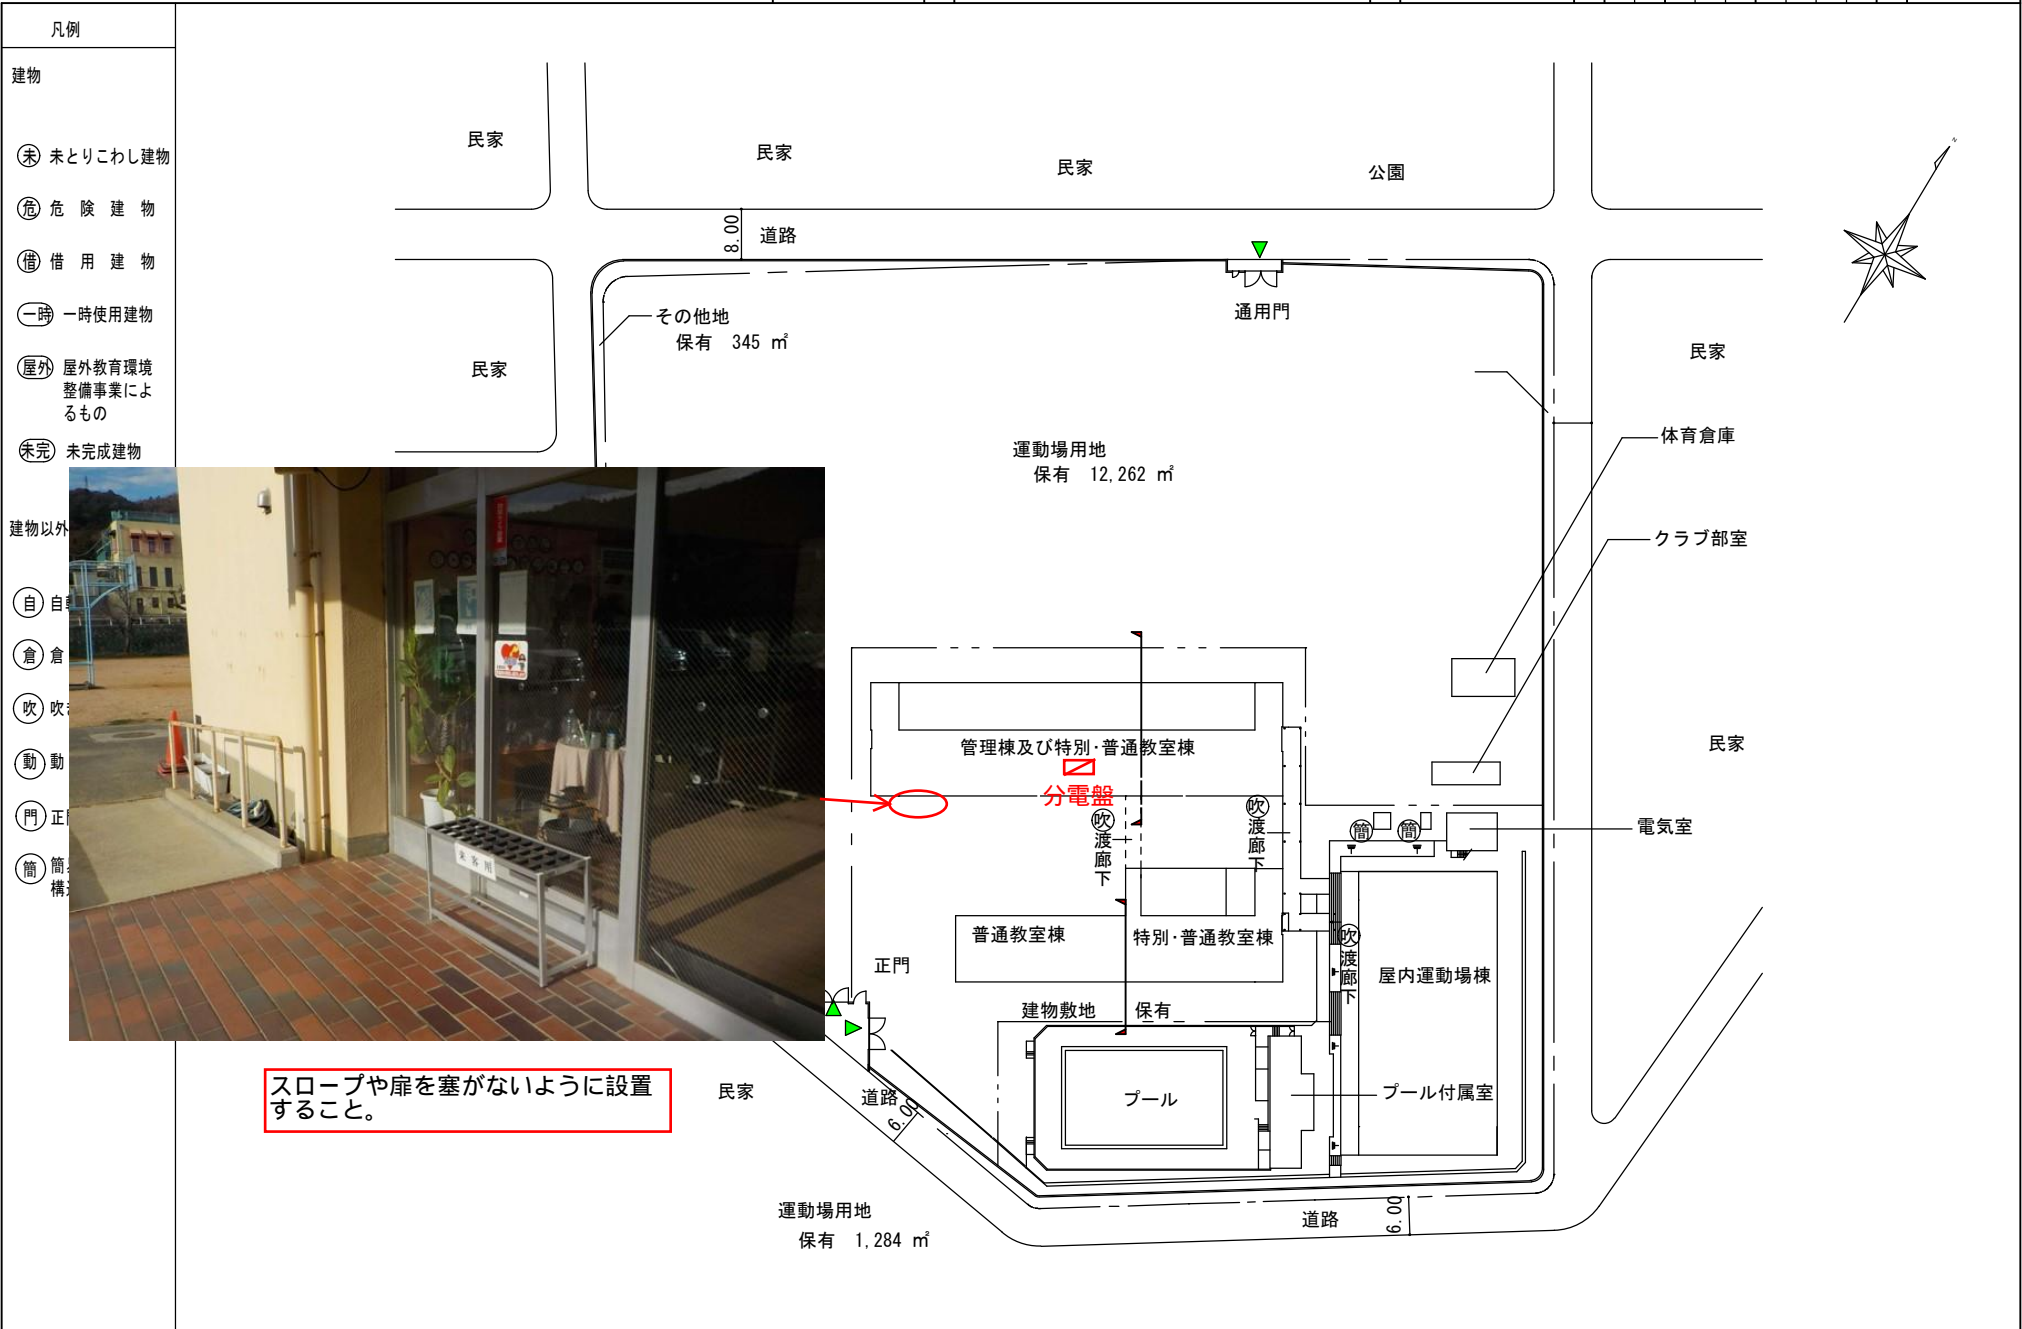 凡例
建物
未 未とりこわし建物
危 危険建物
借 借用建物
一時 一時使用建物
屋外 屋外教育環境
整備事業によ
るもの
未完 未完成建物
建物以外
自 自
倉 倉
吹 吹
動 動
門 正
簡 簡
構
民家
民家
民家
公園
8.00
道路
通用門
その他地
保有 345 ㎡
民家
民家
運動場用地
保有 12,262 ㎡
体育倉庫
クラブ部室
民家
管理棟及び特別・普通教室棟
分電盤
吹
渡廊下
吹
渡廊下
簡
簡
電気室
普通教室棟
特別・普通教室棟
吹
渡廊下
屋内運動場棟
正門
建物敷地 保有
プール
プール付属室
民家
道路
6.00
運動場用地
保有 1,284 ㎡
道路
6.00
来客用
スロープや扉を塞がないように設置
すること。